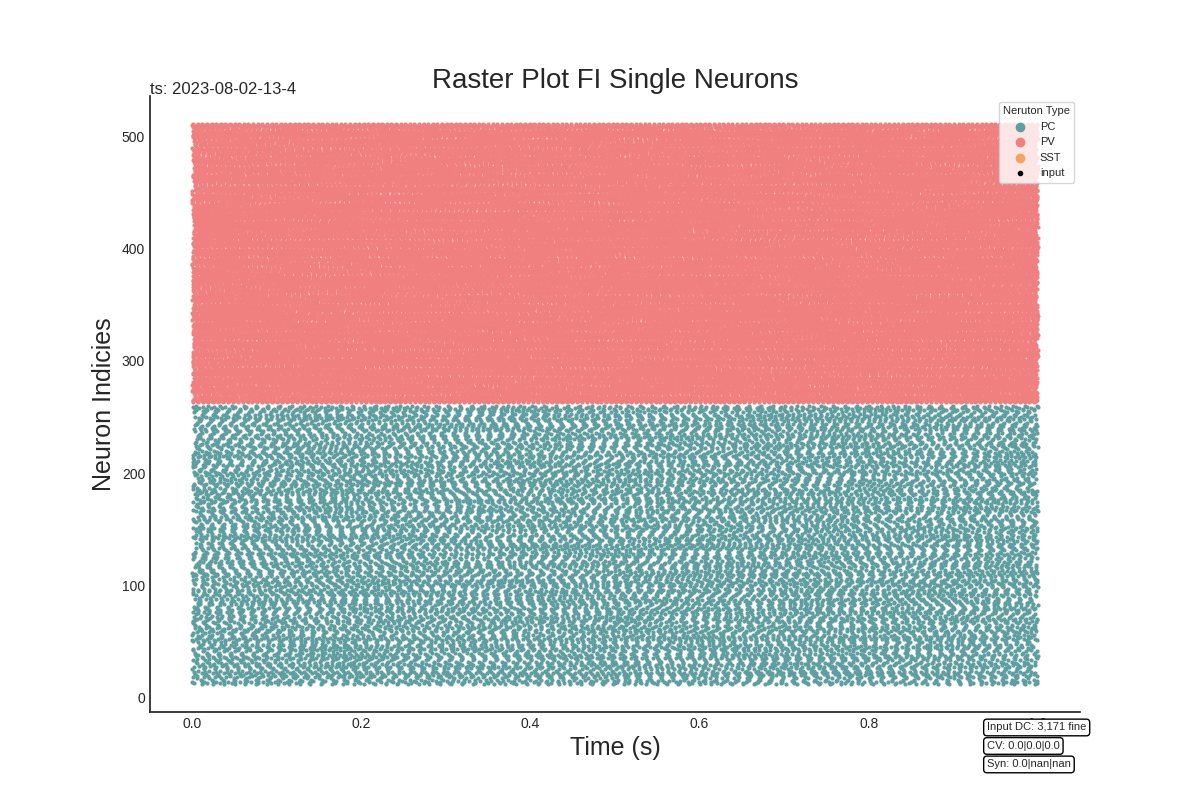 Raster Plot FI Single Neurons
ts: 2023-08-02-13-4
Neruton Type
PC
PV
SST
input
500
400
300
200
100
0
Neuron Indicies
0.0 0.2 0.4 0.6 0.8
Time (s)
Input DC: 3,171 fine
CV: 0.0|0.0|0.0
Syn: 0.0|nan|nan